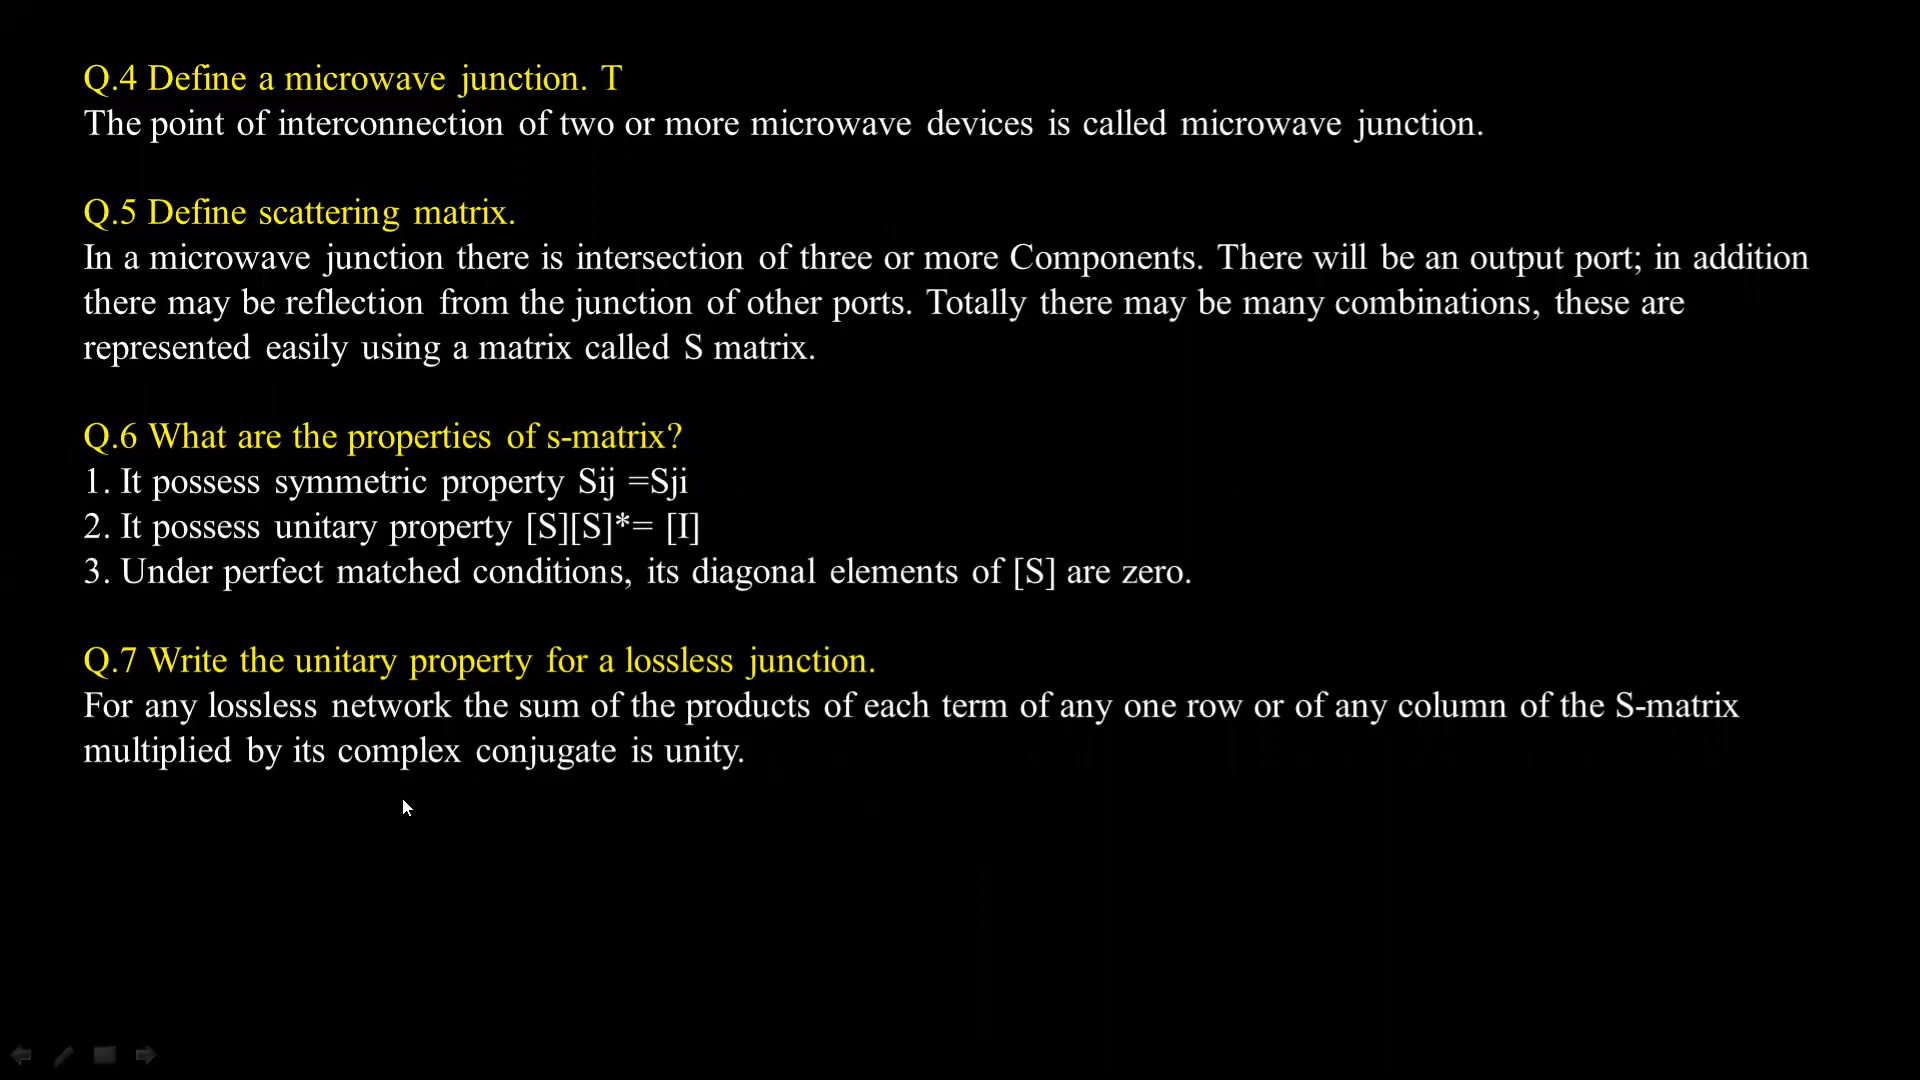 Q.4 Define a microwave junction. T
The point of interconnection of two or more microwave devices is called microwave junction.
Q.5 Define scattering matrix.
In a microwave junction there is intersection of three or more Components. There will be an output port; in addition
there may be reflection from the junction of other ports. Totally there may be many combinations, these are
represented easily using a matrix called S matrix.
Q.6 What are the properties of s-matrix?
1. It possess symmetric property Sij =Sji
2. It possess unitary property [S][S]*= [I]
3. Under perfect matched conditions, its diagonal elements of [S] are zero.
Q.7 Write the unitary property for a lossless junction.
For any lossless network the sum of the products of each term of any one row or of any column of the S-matrix
multiplied by its complex conjugate is unity.